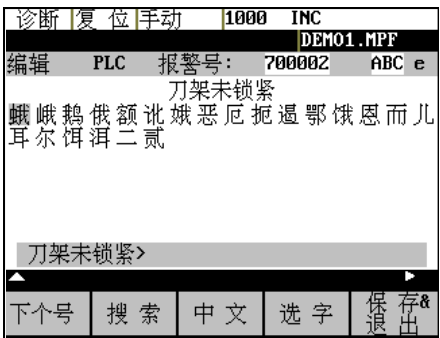 诊断 复 位 手动 1000 INC
DEMO1.MPF
编辑 PLC 报警号: 700002 ABC e
刀架未锁紧
蛾 峨 鹅 俄 额 讹 娥 恶 厄 扼 遏 鄂 饿 恩 而 儿
耳 尔 饵 洱 二 贰
刀架未锁紧>
下个号 搜 索 中 文 选 字 保 存&
退 出